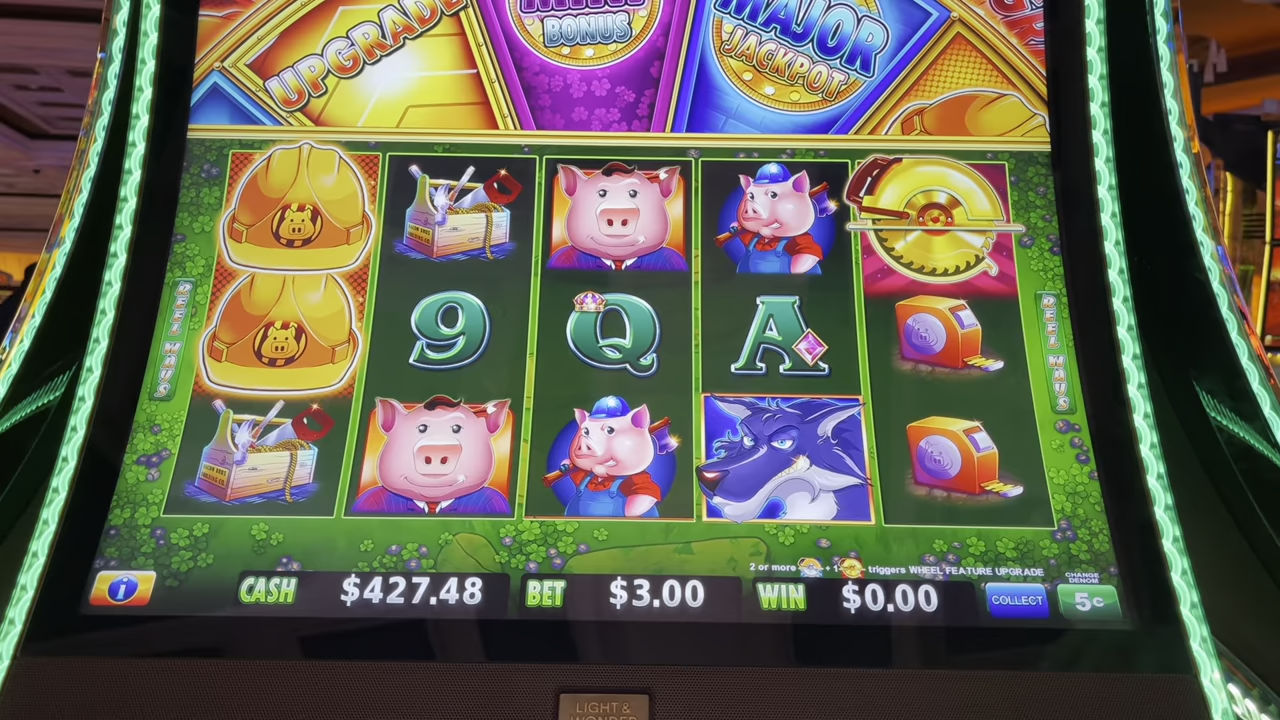 UPGRADE
MINI
BONUS
MAJOR
JACKPOT
REEL WAYS
REEL WAYS
9
Q
A
2 or more + 1 triggers WHEEL FEATURE UPGRADE
CASH $427.48 BET $3.00 WIN $0.00
COLLECT
CHANGE
DENOM
5¢
LIGHT &
WONDER